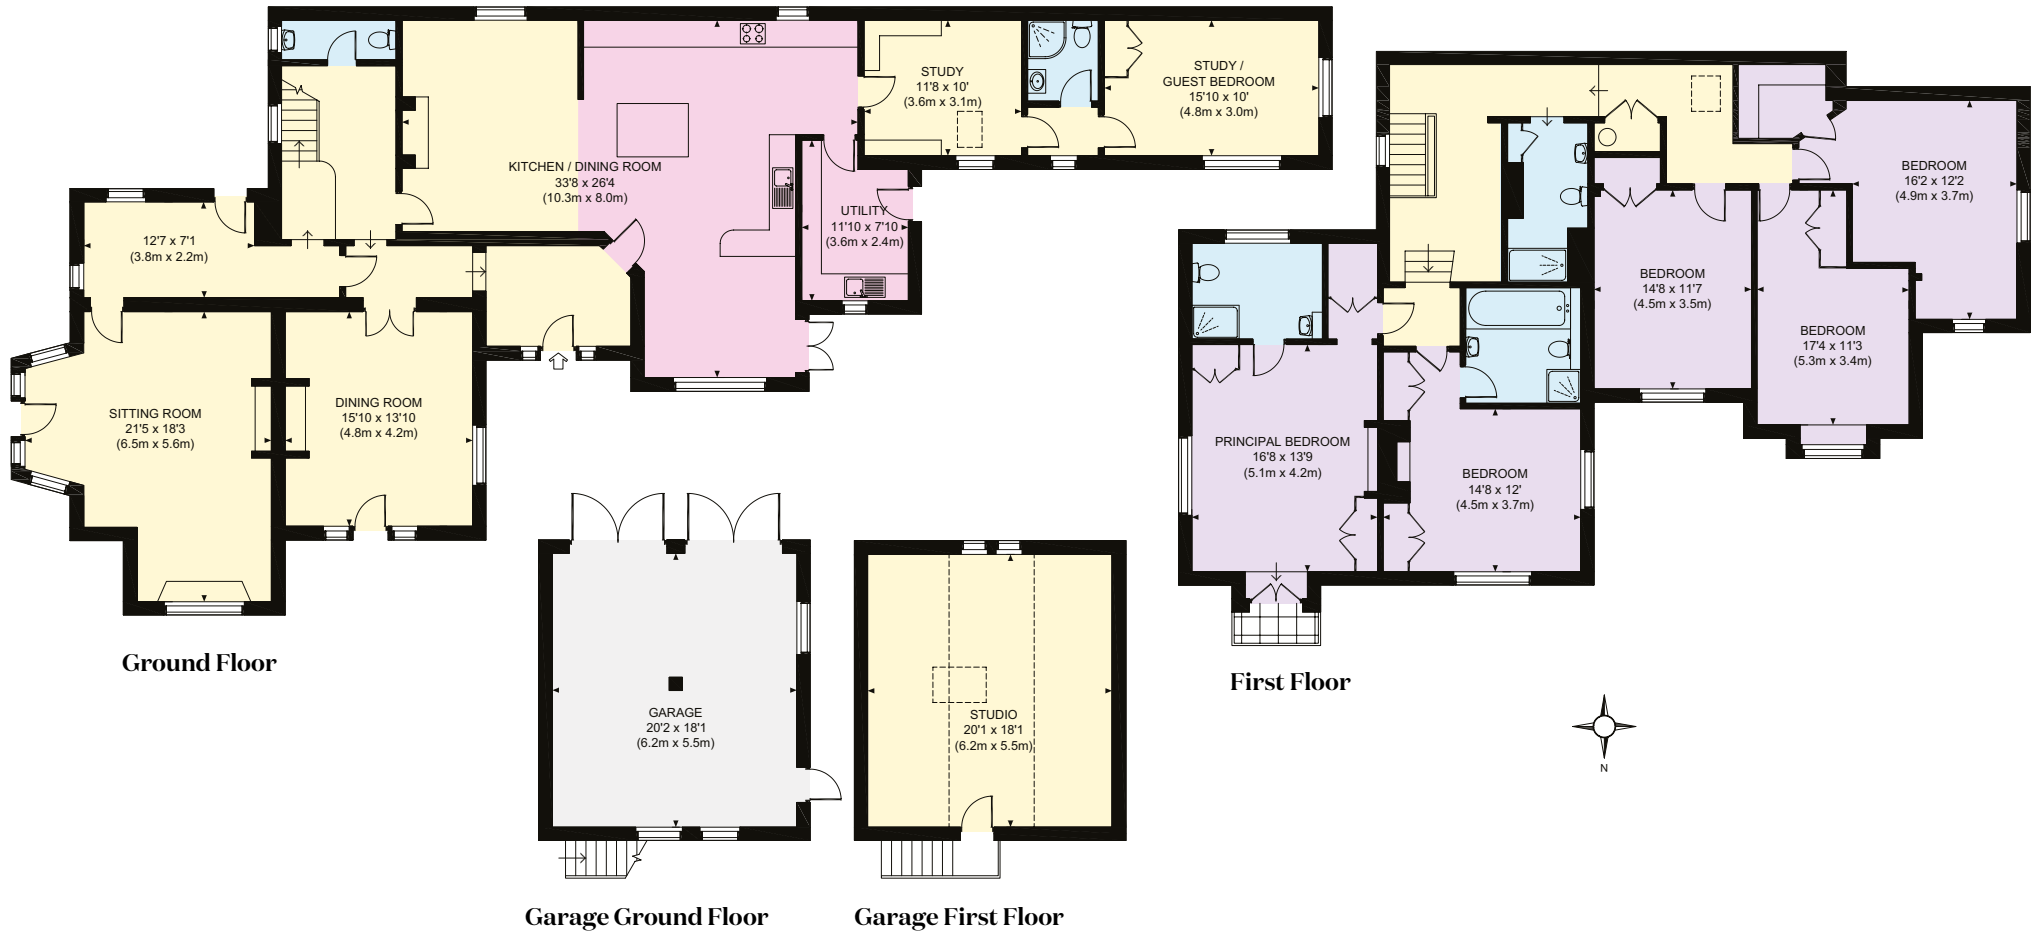 STUDY
11'8 x 10'
(3.6m x 3.1m)
STUDY /
GUEST BEDROOM
15'10 x 10'
(4.8m x 3.0m)
KITCHEN / DINING ROOM
33'8 x 26'4
(10.3m x 8.0m)
UTILITY
11'10 x 7'10
(3.6m x 2.4m)
12'7 x 7'1
(3.8m x 2.2m)
SITTING ROOM
21'5 x 18'3
(6.5m x 5.6m)
DINING ROOM
15'10 x 13'10
(4.8m x 4.2m)
Ground Floor
GARAGE
20'2 x 18'1
(6.2m x 5.5m)
Garage Ground Floor
STUDIO
20'1 x 18'1
(6.2m x 5.5m)
Garage First Floor
BEDROOM
16'2 x 12'2
(4.9m x 3.7m)
BEDROOM
14'8 x 11'7
(4.5m x 3.5m)
BEDROOM
17'4 x 11'3
(5.3m x 3.4m)
PRINCIPAL BEDROOM
16'8 x 13'9
(5.1m x 4.2m)
BEDROOM
14'8 x 12'
(4.5m x 3.7m)
First Floor
N